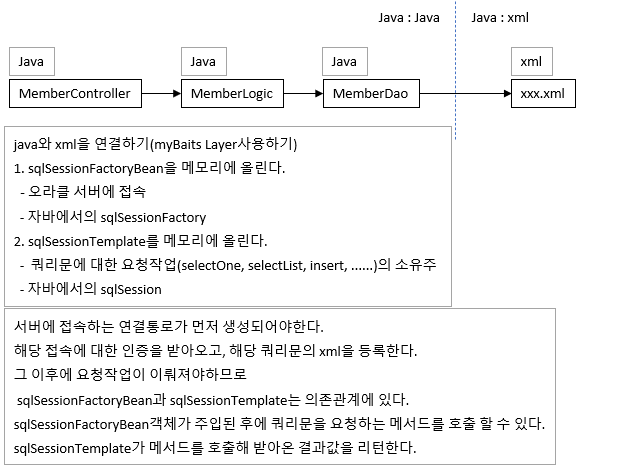 Java : Java
Java : xml
Java
Java
Java
xml
MemberController
MemberLogic
MemberDao
xxx.xml
java와 xml을 연결하기(myBaits Layer사용하기)
1. sqlSessionFactoryBean을 메모리에 올린다.
- 오라클 서버에 접속
- 자바에서의 sqlSessionFactory
2. sqlSessionTemplate를 메모리에 올린다.
- 쿼리문에 대한 요청작업(selectOne, selectList, insert, ......)의 소유주
- 자바에서의 sqlSession
서버에 접속하는 연결통로가 먼저 생성되어야한다.
해당 접속에 대한 인증을 받아오고, 해당 쿼리문의 xml을 등록한다.
그 이후에 요청작업이 이뤄져야하므로
sqlSessionFactoryBean과 sqlSessionTemplate는 의존관계에 있다.
sqlSessionFactoryBean객체가 주입된 후에 쿼리문을 요청하는 메서드를 호출 할 수 있다.
sqlSessionTemplate가 메서드를 호출해 받아온 결과값을 리턴한다.